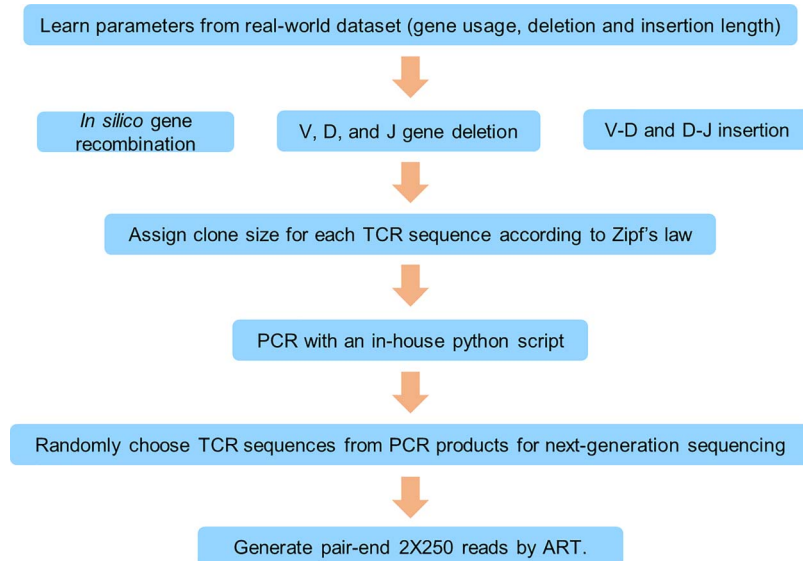 Learn parameters from real-world dataset (gene usage, deletion and insertion length)
In silico gene
recombination
V, D, and J gene deletion
V-D and D-J insertion
Assign clone size for each TCR sequence according to Zipf's law
PCR with an in-house python script
Randomly choose TCR sequences from PCR products for next-generation sequencing
Generate pair-end 2X250 reads by ART.